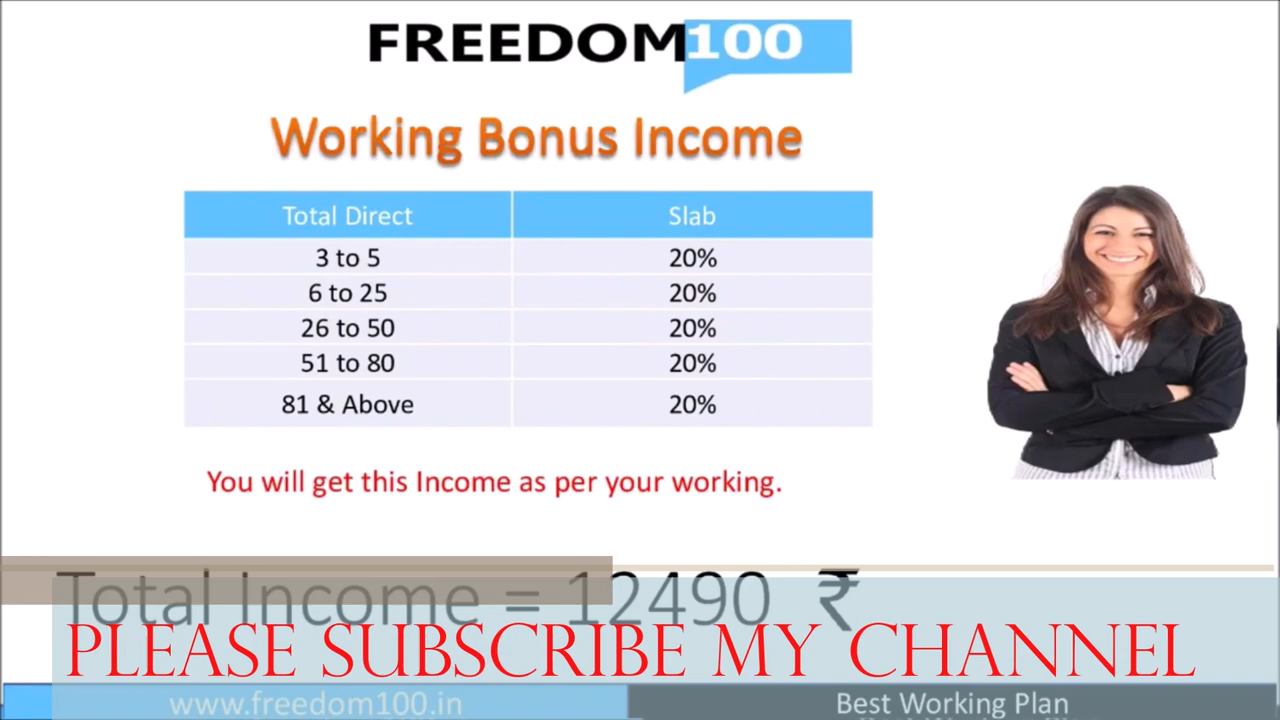 FREEDOM100
Working Bonus Income
Total Direct Slab
3 to 5 20%
6 to 25 20%
26 to 50 20%
51 to 80 20%
81 & Above 20%
You will get this Income as per your working.
Total Income = 12490 ₹
PLEASE SUBSCRIBE MY CHANNEL
www.freedom100.in Best Working Plan